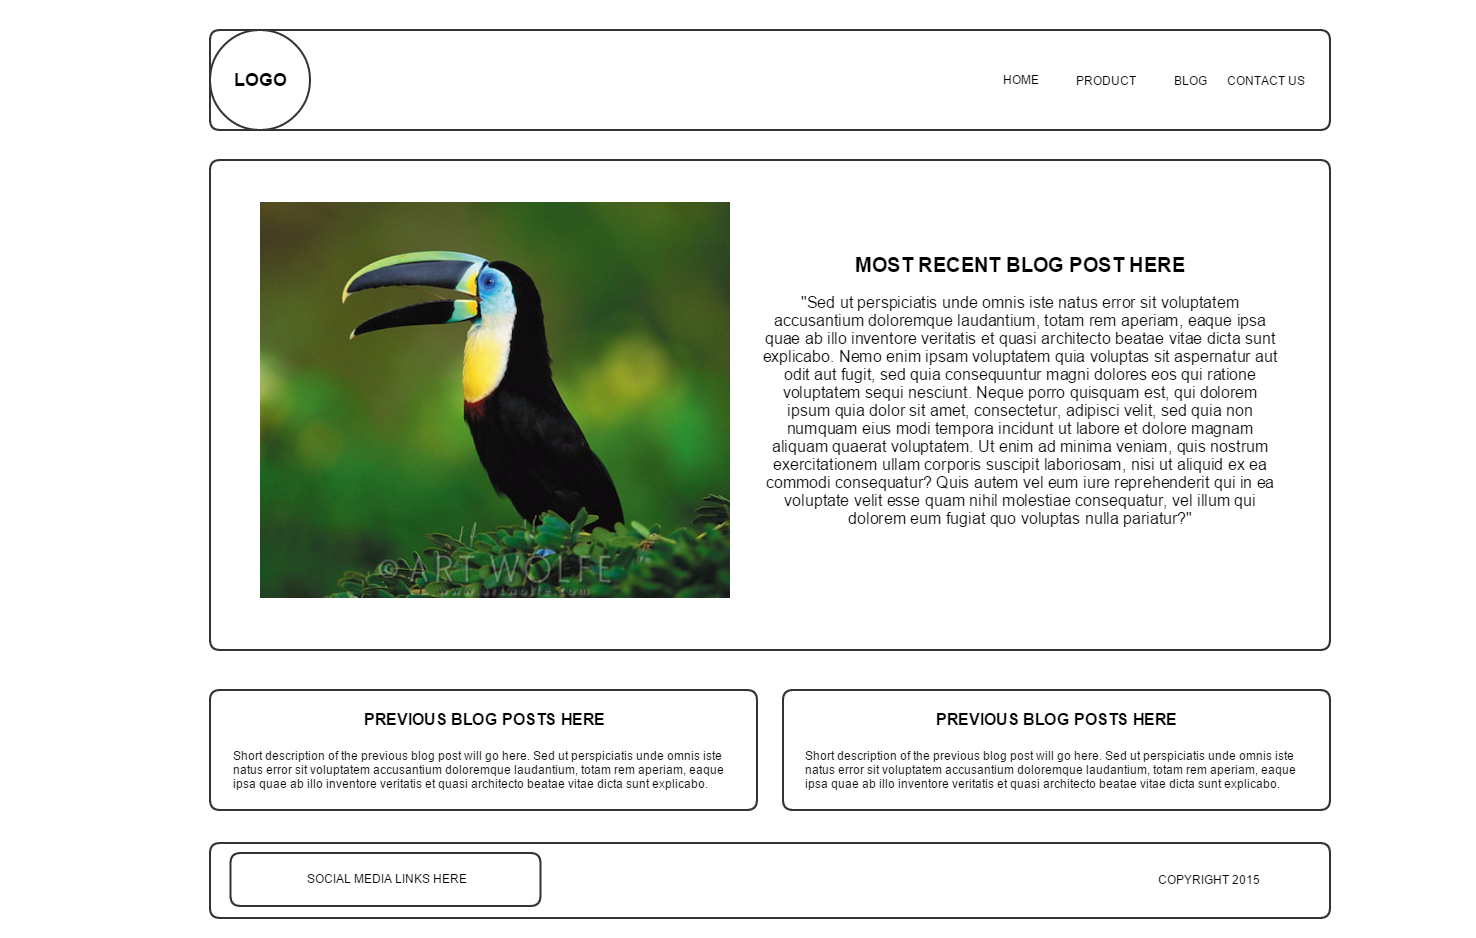 LOGO
HOME PRODUCT BLOG CONTACT US
MOST RECENT BLOG POST HERE
"Sed ut perspiciatis unde omnis iste natus error sit voluptatem
accusantium doloremque laudantium, totam rem aperiam, eaque ipsa
quae ab illo inventore veritatis et quasi architecto beatae vitae dicta sunt
explicabo. Nemo enim ipsam voluptatem quia voluptas sit aspernatur aut
odit aut fugit, sed quia consequuntur magni dolores eos qui ratione
voluptatem sequi nesciunt. Neque porro quisquam est, qui dolorem
ipsum quia dolor sit amet, consectetur, adipisci velit, sed quia non
numquam eius modi tempora incidunt ut labore et dolore magnam
aliquam quaerat voluptatem. Ut enim ad minima veniam, quis nostrum
exercitationem ullam corporis suscipit laboriosam, nisi ut aliquid ex ea
commodi consequatur? Quis autem vel eum iure reprehenderit qui in ea
voluptate velit esse quam nihil molestiae consequatur, vel illum qui
dolorem eum fugiat quo voluptas nulla pariatur?"
© ART WOLFE
www.artwolfe.com
PREVIOUS BLOG POSTS HERE
Short description of the previous blog post will go here. Sed ut perspiciatis unde omnis iste
natus error sit voluptatem accusantium doloremque laudantium, totam rem aperiam, eaque
ipsa quae ab illo inventore veritatis et quasi architecto beatae vitae dicta sunt explicabo.
PREVIOUS BLOG POSTS HERE
Short description of the previous blog post will go here. Sed ut perspiciatis unde omnis iste
natus error sit voluptatem accusantium doloremque laudantium, totam rem aperiam, eaque
ipsa quae ab illo inventore veritatis et quasi architecto beatae vitae dicta sunt explicabo.
SOCIAL MEDIA LINKS HERE
COPYRIGHT 2015